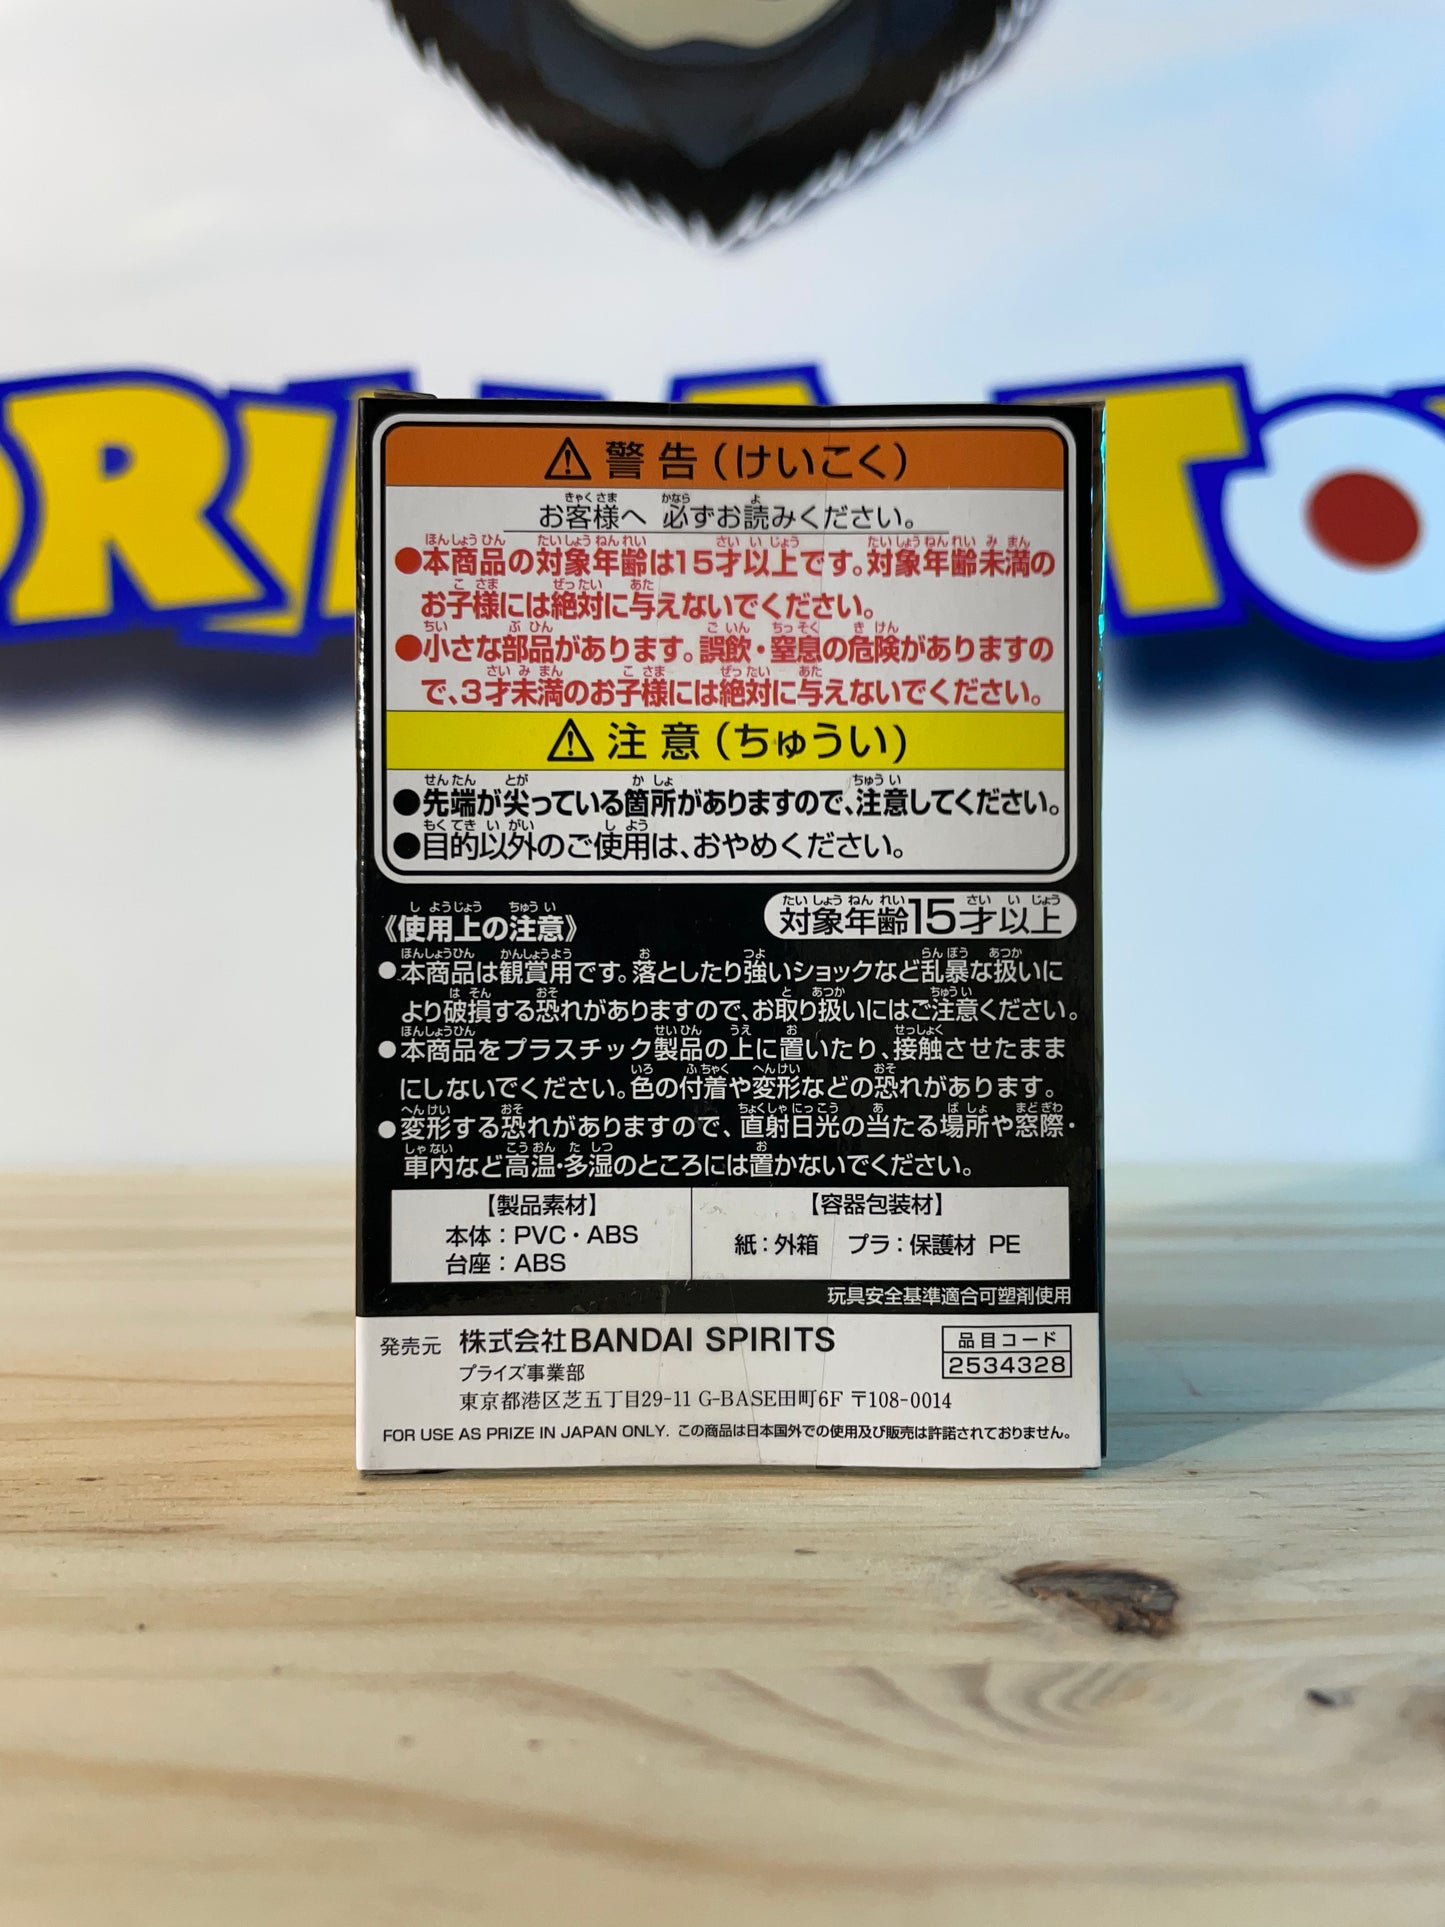 警告（けいこく）
お客様へ 必ずお読みください。
●本商品の対象年齢は15才以上です。対象年齢未満の
お子様には絶対に与えないでください。
●小さな部品があります。誤飲・窒息の危険がありますの
で、3才未満のお子様には絶対に与えないでください。
注意（ちゅうい）
●先端が尖っている箇所がありますので、注意してください。
●目的以外のご使用は、おやめください。
《使用上の注意》
対象年齢15才以上
●本商品は観賞用です。落としたり強いショックなど乱暴な扱いに
より破損する恐れがありますので、お取り扱いにはご注意ください。
●本商品をプラスチック製品の上に置いたり、接触させたまま
にしないでください。色の付着や変形などの恐れがあります。
●変形する恐れがありますので、直射日光の当たる場所や窓際・
車内など高温・多湿のところには置かないでください。
【製品素材】
本体：PVC・ABS
台座：ABS
【容器包装材】
紙：外箱 プラ：保護材 PE
玩具安全基準適合可塑剤使用
発売元 株式会社BANDAI SPIRITS
プライズ事業部
東京都港区芝五丁目29-11 G-BASE田町6F 〒108-0014
品目コード
2534328
FOR USE AS PRIZE IN JAPAN ONLY. この商品は日本国外での使用及び販売は許諾されておりません。